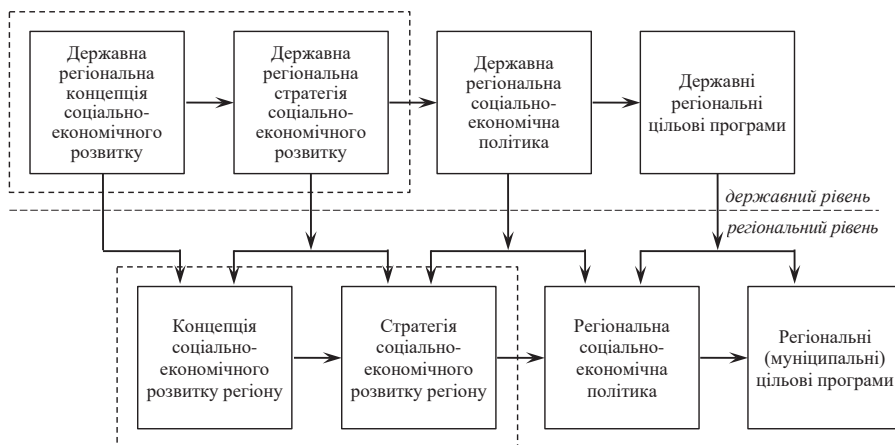 Державна
регіональна
концепція
соціально-
економічного
розвитку
Державна
регіональна
стратегія
соціально-
економічного
розвитку
Державна
регіональна
соціально-
економічна
політика
Державні
регіональні
цільові програми
державний рівень
регіональний рівень
Концепція
соціально-
економічного
розвитку регіону
Стратегія
соціально-
економічного
розвитку регіону
Регіональна
соціально-
економічна
політика
Регіональні
(муніципальні)
цільові програми